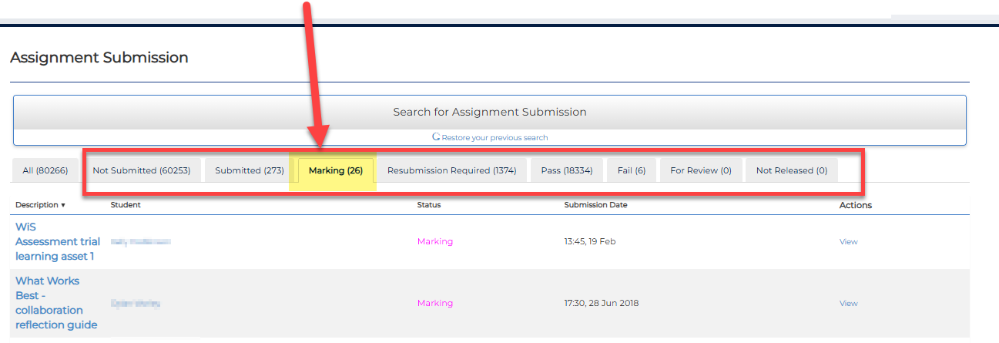 Assignment Submission
Search for Assignment Submission
Restore your previous search
All (80266) Not Submitted (60253) Submitted (273) Marking (26) Resubmission Required (1374) Pass (18334) Fail (6) For Review (0) Not Released (0)
Description ▾ Student Status Submission Date Actions
WiS
Assessment trial
learning asset 1
Marking 13:45, 19 Feb View
What Works
Best -
collaboration
reflection guide
Marking 17:30, 28 Jun 2018 View